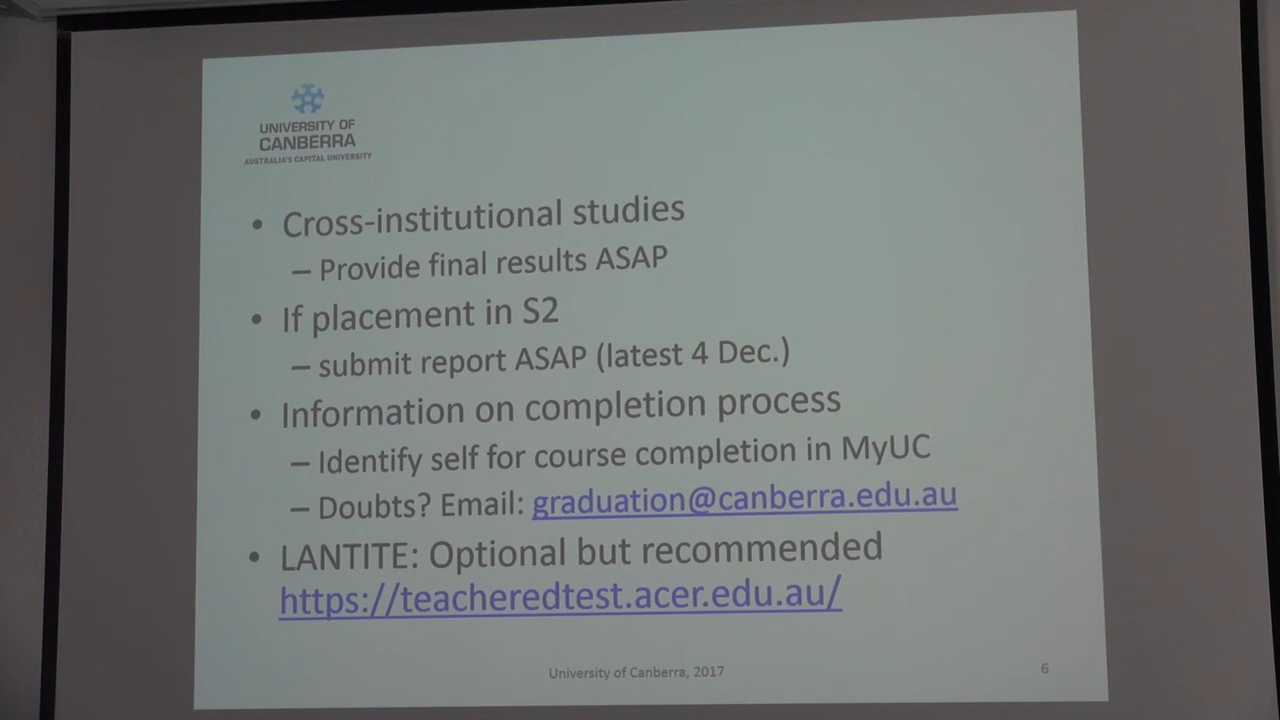 UNIVERSITY OF
CANBERRA
AUSTRALIA'S CAPITAL UNIVERSITY
• Cross-institutional studies
– Provide final results ASAP
• If placement in S2
– submit report ASAP (latest 4 Dec.)
• Information on completion process
– Identify self for course completion in MyUC
– Doubts? Email: graduation@canberra.edu.au
• LANTITE: Optional but recommended
https://teacheredtest.acer.edu.au/
University of Canberra, 2017
6